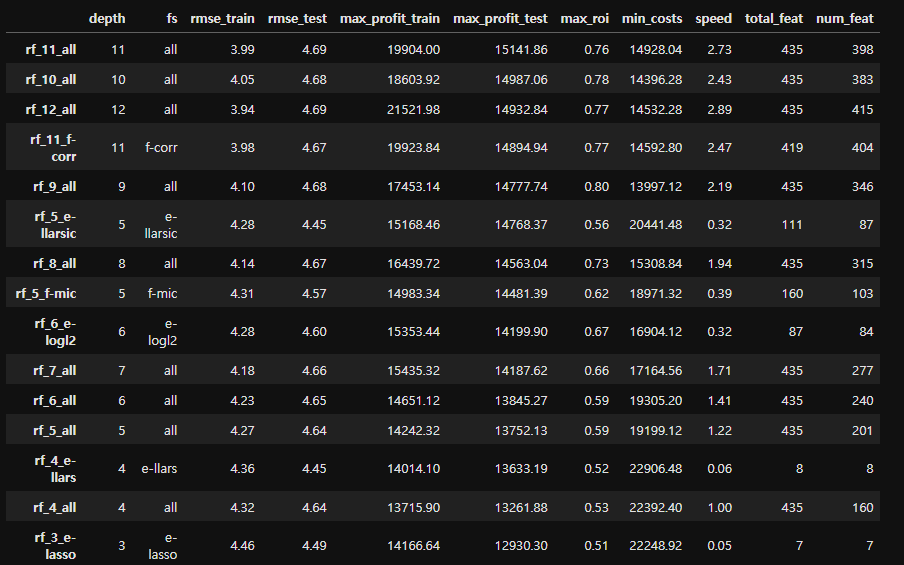 depth fs rmse_train rmse_test max_profit_train max_profit_test max_roi min_costs speed total_feat num_feat
rf_11_all 11 all 3.99 4.69 19904.00 15141.86 0.76 14928.04 2.73 435 398
rf_10_all 10 all 4.05 4.68 18603.92 14987.06 0.78 14396.28 2.43 435 383
rf_12_all 12 all 3.94 4.69 21521.98 14932.84 0.77 14532.28 2.89 435 415
rf_11_f-
corr 11 f-corr 3.98 4.67 19923.84 14894.94 0.77 14592.80 2.47 419 404
rf_9_all 9 all 4.10 4.68 17453.14 14777.74 0.80 13997.12 2.19 435 346
rf_5_e- e-
llarsic 5 llarsic 4.28 4.45 15168.46 14768.37 0.56 20441.48 0.32 111 87
rf_8_all 8 all 4.14 4.67 16439.72 14563.04 0.73 15308.84 1.94 435 315
rf_5_f-mic 5 f-mic 4.31 4.57 14983.34 14481.39 0.62 18971.32 0.39 160 103
rf_6_e- e-
logl2 6 logl2 4.28 4.60 15353.44 14199.90 0.67 16904.12 0.32 87 84
rf_7_all 7 all 4.18 4.66 15435.32 14187.62 0.66 17164.56 1.71 435 277
rf_6_all 6 all 4.23 4.65 14651.12 13845.27 0.59 19305.20 1.41 435 240
rf_5_all 5 all 4.27 4.64 14242.32 13752.13 0.59 19199.12 1.22 435 201
rf_4_e-
llars 4 e-llars 4.36 4.45 14014.10 13633.19 0.52 22906.48 0.06 8 8
rf_4_all 4 all 4.32 4.64 13715.90 13261.88 0.53 22392.40 1.00 435 160
rf_3_e- e-
lasso 3 lasso 4.46 4.49 14166.64 12930.30 0.51 22248.92 0.05 7 7